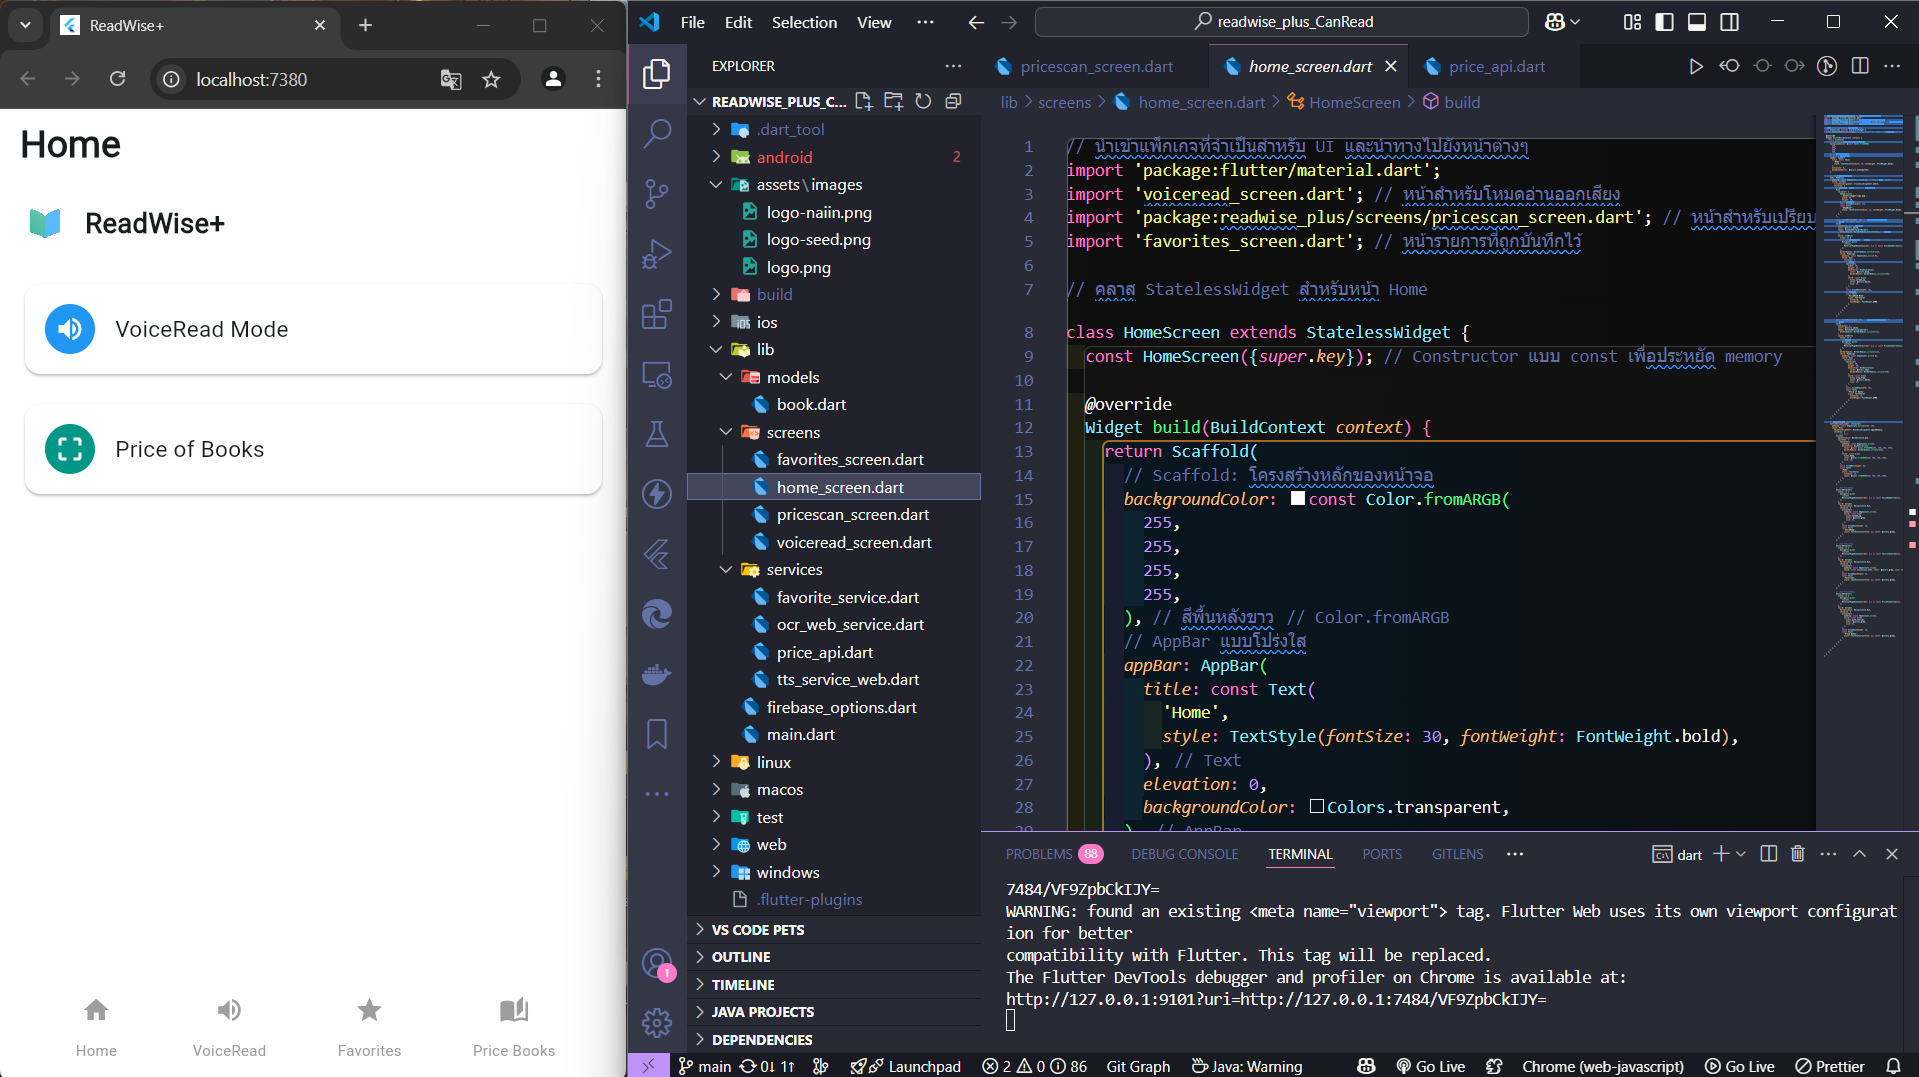 ReadWise+
localhost:7380
Home
ReadWise+
VoiceRead Mode
Price of Books
Home
VoiceRead
Favorites
Price Books
File Edit Selection View
readwise_plus_CanRead
EXPLORER
READWISE_PLUS_C...
.dart_tool
android 2
assets\images
logo-naiin.png
logo-seed.png
logo.png
build
ios
lib
models
book.dart
screens
favorites_screen.dart
home_screen.dart
pricescan_screen.dart
voiceread_screen.dart
services
favorite_service.dart
ocr_web_service.dart
price_api.dart
tts_service_web.dart
firebase_options.dart
main.dart
linux
macos
test
web
windows
.flutter-plugins
VS CODE PETS
OUTLINE
TIMELINE
JAVA PROJECTS
DEPENDENCIES
1
pricescan_screen.dart home_screen.dart price_api.dart
lib > screens > home_screen.dart > HomeScreen > build
1 // นำเข้าแพ็กเกจที่จำเป็นสำหรับ UI และนำทางไปยังหน้าต่างๆ
2 import 'package:flutter/material.dart';
3 import 'voiceread_screen.dart'; // หน้าสำหรับโหมดอ่านออกเสียง
4 import 'package:readwise_plus/screens/pricescan_screen.dart'; // หน้าสำหรับเปรียบ
5 import 'favorites_screen.dart'; // หน้ารายการที่ถูกบันทึกไว้
6
7 // คลาส StatelessWidget สำหรับหน้า Home
8 class HomeScreen extends StatelessWidget {
9 const HomeScreen({super.key}); // Constructor แบบ const เพื่อประหยัด memory
10
11 @override
12 Widget build(BuildContext context) {
13 return Scaffold(
14 // Scaffold: โครงสร้างหลักของหน้าจอ
15 backgroundColor: const Color.fromARGB(
16 255,
17 255,
18 255,
19 255,
20 ), // สีพื้นหลังขาว // Color.fromARGB
21 // AppBar แบบโปร่งใส
22 appBar: AppBar(
23 title: const Text(
24 'Home',
25 style: TextStyle(fontSize: 30, fontWeight: FontWeight.bold),
26 ), // Text
27 elevation: 0,
28 backgroundColor: Colors.transparent,
29 ), // AppBar
PROBLEMS 88 DEBUG CONSOLE TERMINAL PORTS GITLENS
dart
7484/VF9ZpbCkIJY=
WARNING: found an existing <meta name="viewport"> tag. Flutter Web uses its own viewport configurat
ion for better
compatibility with Flutter. This tag will be replaced.
The Flutter DevTools debugger and profiler on Chrome is available at:
http://127.0.0.1:9101?uri=http://127.0.0.1:7484/VF9ZpbCkIJY=
main 0↓ 1↑ Launchpad 2 0 86 Git Graph Java: Warning Go Live Chrome (web-javascript) Go Live Prettier